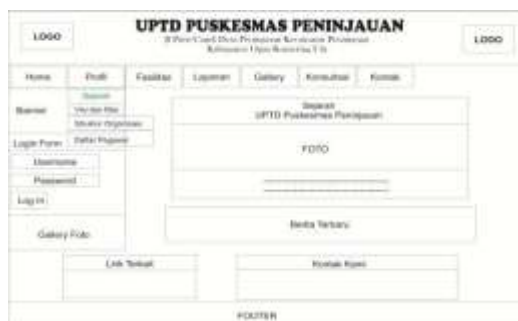 LOGO
UPTD PUSKESMAS PENINJAUAN
LOGO
Home Profil Fasilitas Layanan Gallery Konsultasi Kontak
Sejarah
Banner
Visi dan Misi
Struktur Organisasi
Daftar Pegawai
Login Form
Username
Password
Log in
Gallery Foto
Sejarah
UPTD Puskesmas Peninjauan
FOTO
Berita Terbaru
Link Terkait
Kontak Kami
FOOTER